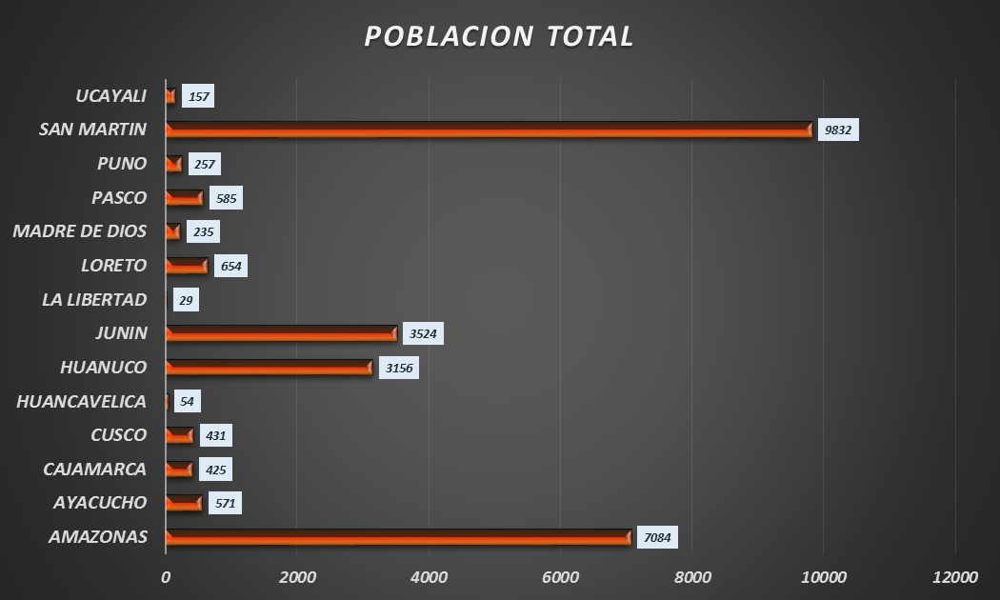 POBLACION TOTAL
UCAYALI 157
SAN MARTIN 9832
PUNO 257
PASCO 585
MADRE DE DIOS 235
LORETO 654
LA LIBERTAD 29
JUNIN 3524
HUANUCO 3156
HUANCAVELICA 54
CUSCO 431
CAJAMARCA 425
AYACUCHO 571
AMAZONAS 7084
0 2000 4000 6000 8000 10000 12000